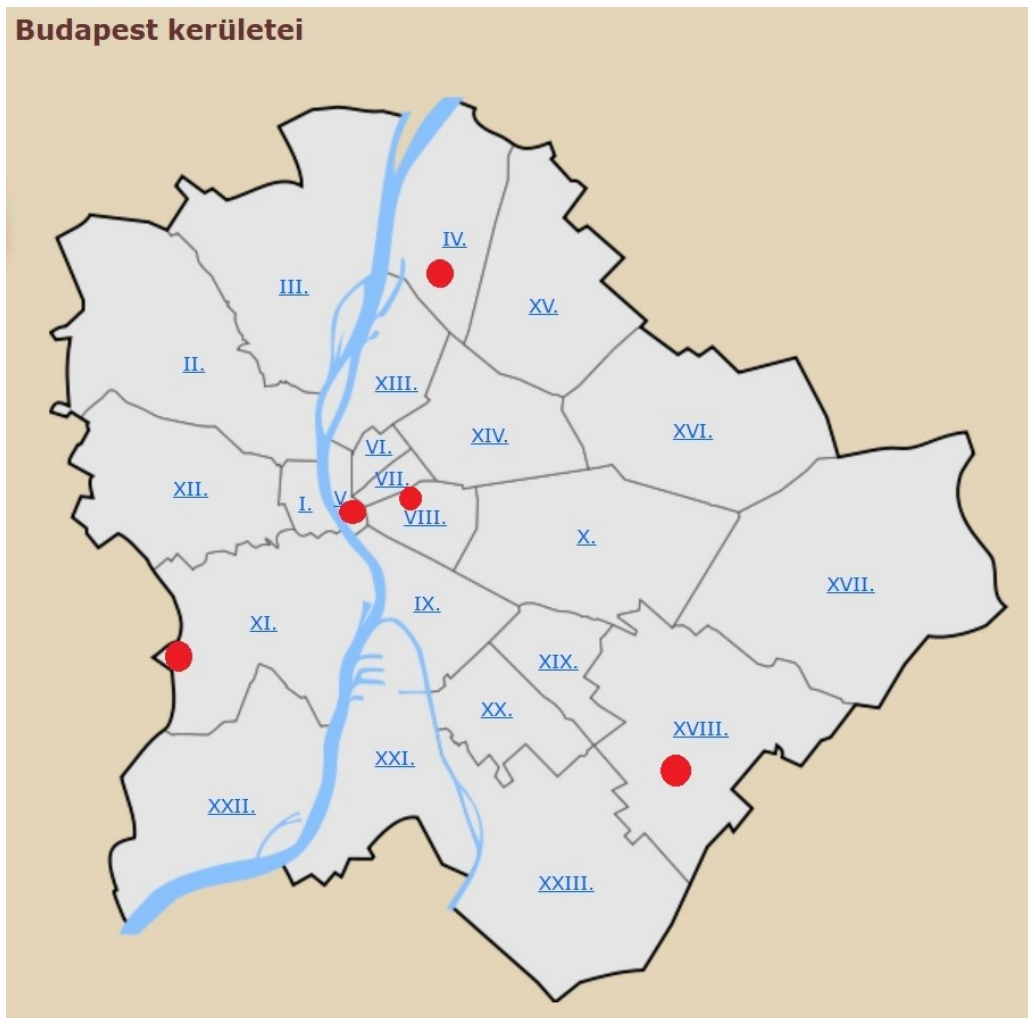 Budapest kerületei
IV.
III.
XV.
II.
XIII.
XVI.
XIV.
VI.
VII.
XII.
V.
I.
VIII.
X.
XVII.
IX.
XI.
XIX.
XX.
XVIII.
XXI.
XXII.
XXIII.